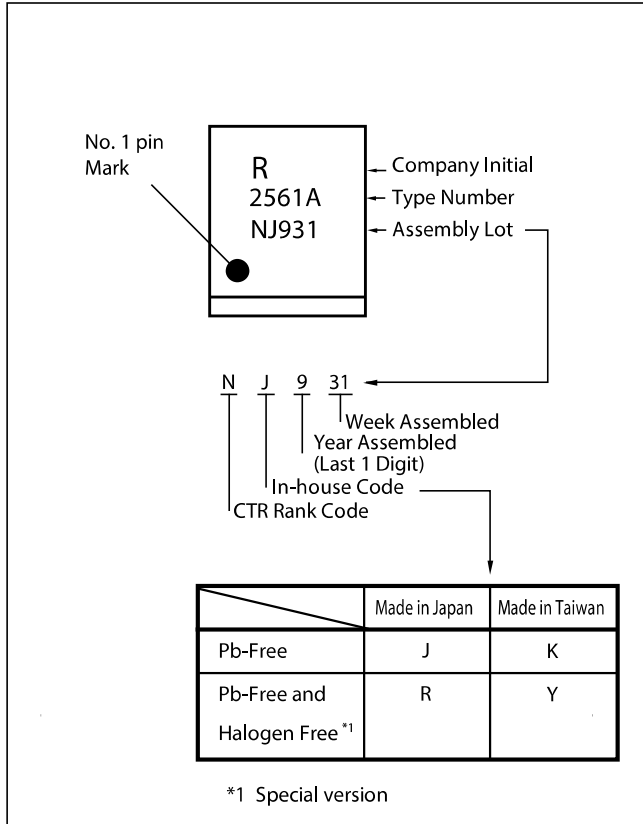 No. 1 pin
Mark
R
2561A
NJ931
Company Initial
Type Number
Assembly Lot
N J 9 31
Week Assembled
Year Assembled
(Last 1 Digit)
In-house Code
CTR Rank Code
Made in Japan Made in Taiwan
Pb-Free J K
Pb-Free and R Y
Halogen Free *1
*1 Special version